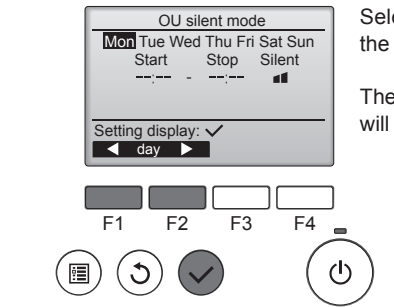 OU silent mode
Mon Tue Wed Thu Fri Sat Sun
Start Stop Silent
--:-- - --:--
Setting display: ✓
◀ day ▶
F1 F2 F3 F4
Sele
the
The
will